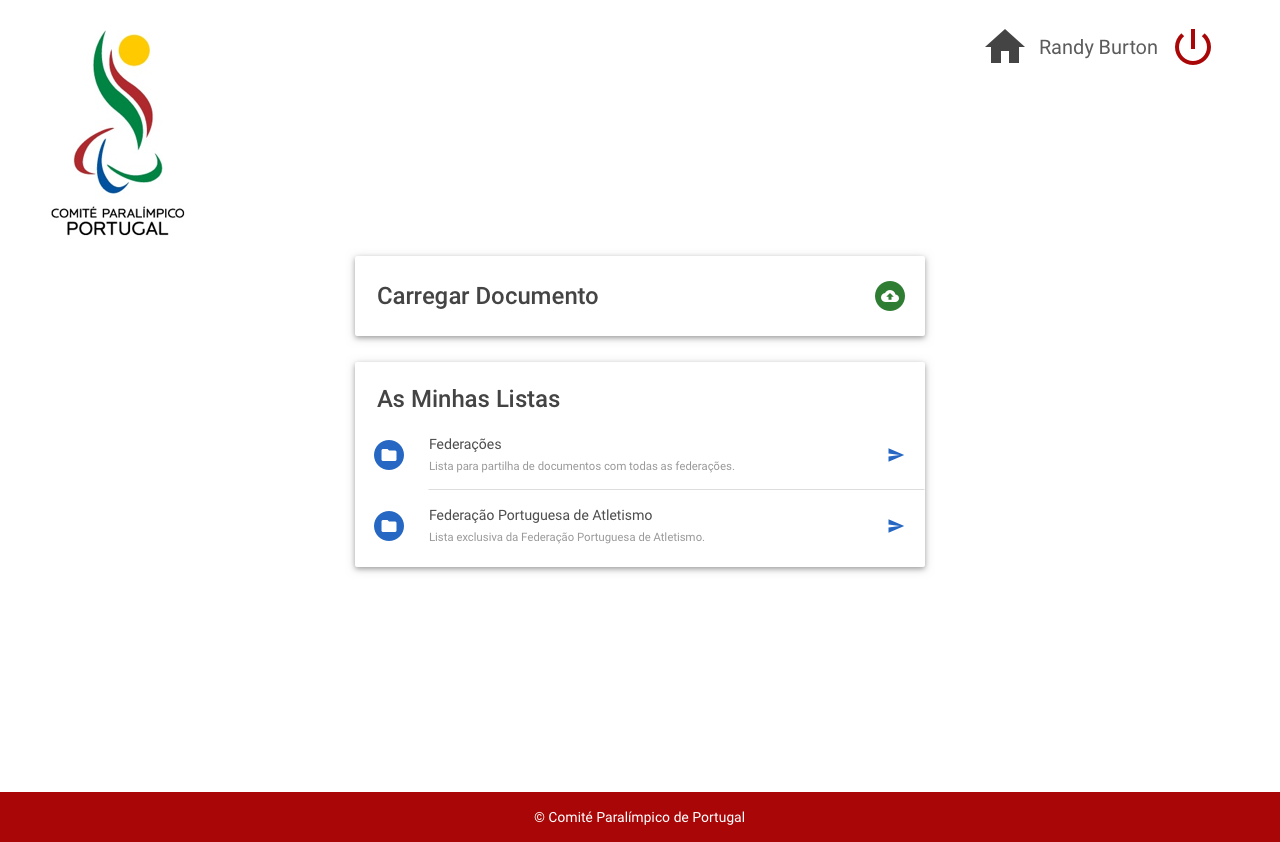 COMITÉ PARALÍMPICO
PORTUGAL
Randy Burton
Carregar Documento
As Minhas Listas
Federações
Lista para partilha de documentos com todas as federações.
Federação Portuguesa de Atletismo
Lista exclusiva da Federação Portuguesa de Atletismo.
© Comité Paralímpico de Portugal